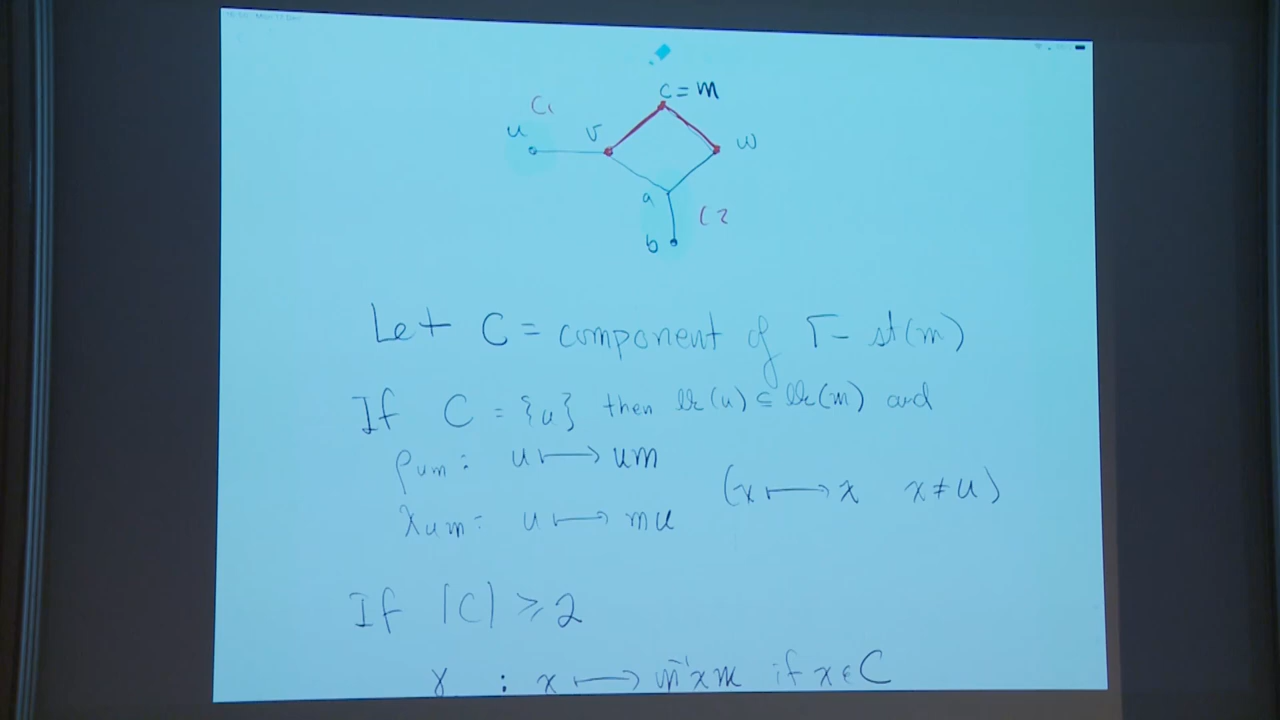 c = m
C₁
u
v
w
a
C2
b
Let C = component of Γ - st(m)
If C = {u} then lk(u) ⊆ lk(m) and
ρum : u ⟼ um
(x ⟼ x x ≠ u)
λum : u ⟼ mu
If |C| ⩾ 2
γ : x ⟼ m⁻¹xm if x ∈ C